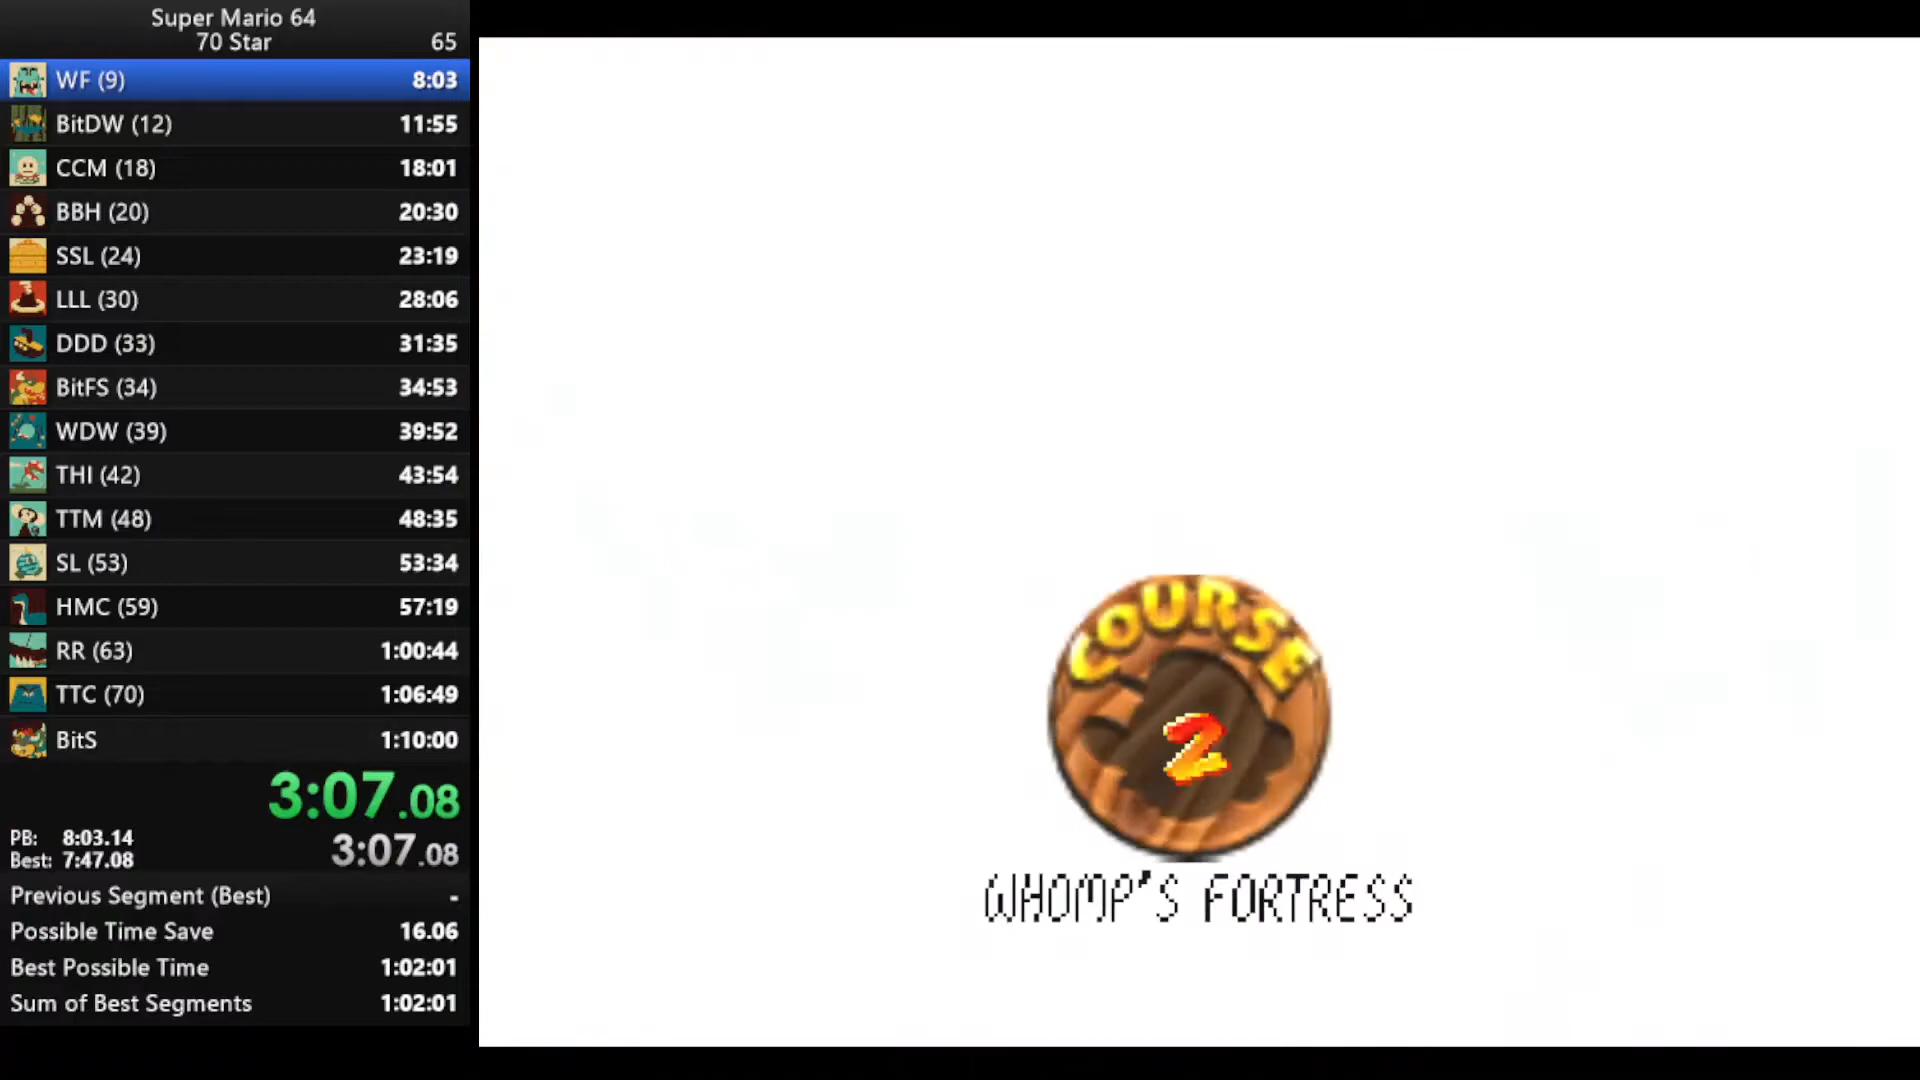 Super Mario 64
70 Star 65
WF (9) 8:03
BitDW (12) 11:55
CCM (18) 18:01
BBH (20) 20:30
SSL (24) 23:19
LLL (30) 28:06
DDD (33) 31:35
BitFS (34) 34:53
WDW (39) 39:52
THI (42) 43:54
TTM (48) 48:35
SL (53) 53:34
HMC (59) 57:19
RR (63) 1:00:44
TTC (70) 1:06:49
BitS 1:10:00
3:07.08
PB: 8:03.14
Best: 7:47.08
3:07.08
Previous Segment (Best) -
Possible Time Save 16.06
Best Possible Time 1:02:01
Sum of Best Segments 1:02:01
COURSE
2
WHOMP'S FORTRESS